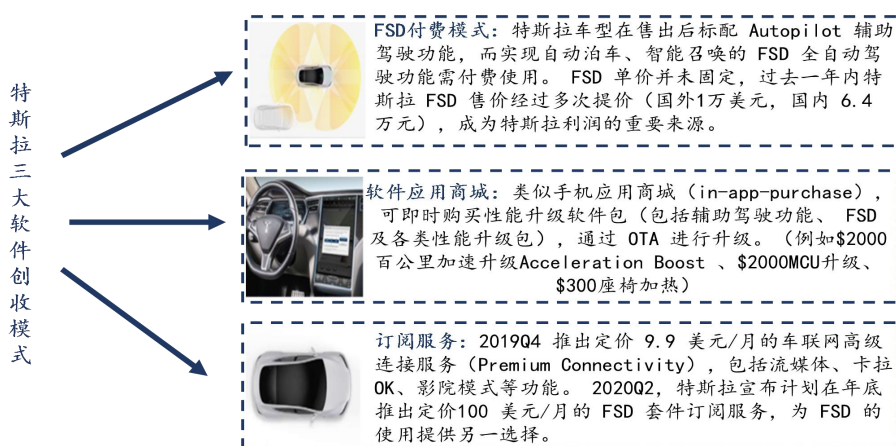 特斯拉三大软件创收模式
FSD付费模式：特斯拉车型在售出后标配 Autopilot 辅助
驾驶功能，而实现自动泊车、智能召唤的 FSD 全自动驾
驶功能需付费使用。 FSD 单价并未固定，过去一年内特
斯拉 FSD 售价经过多次提价（国外1万美元，国内 6.4
万元），成为特斯拉利润的重要来源。
软件应用商城：类似手机应用商城（in-app-purchase），
可即时购买性能升级软件包（包括辅助驾驶功能、 FSD
及各类性能升级包），通过 OTA 进行升级。（例如$2000
百公里加速升级Acceleration Boost 、$2000MCU升级、
$300座椅加热）
订阅服务：2019Q4 推出定价 9.9 美元/月的车联网高级
连接服务（Premium Connectivity），包括流媒体、卡拉
OK、影院模式等功能。 2020Q2，特斯拉宣布计划在年底
推出定价100 美元/月的 FSD 套件订阅服务，为 FSD 的
使用提供另一选择。